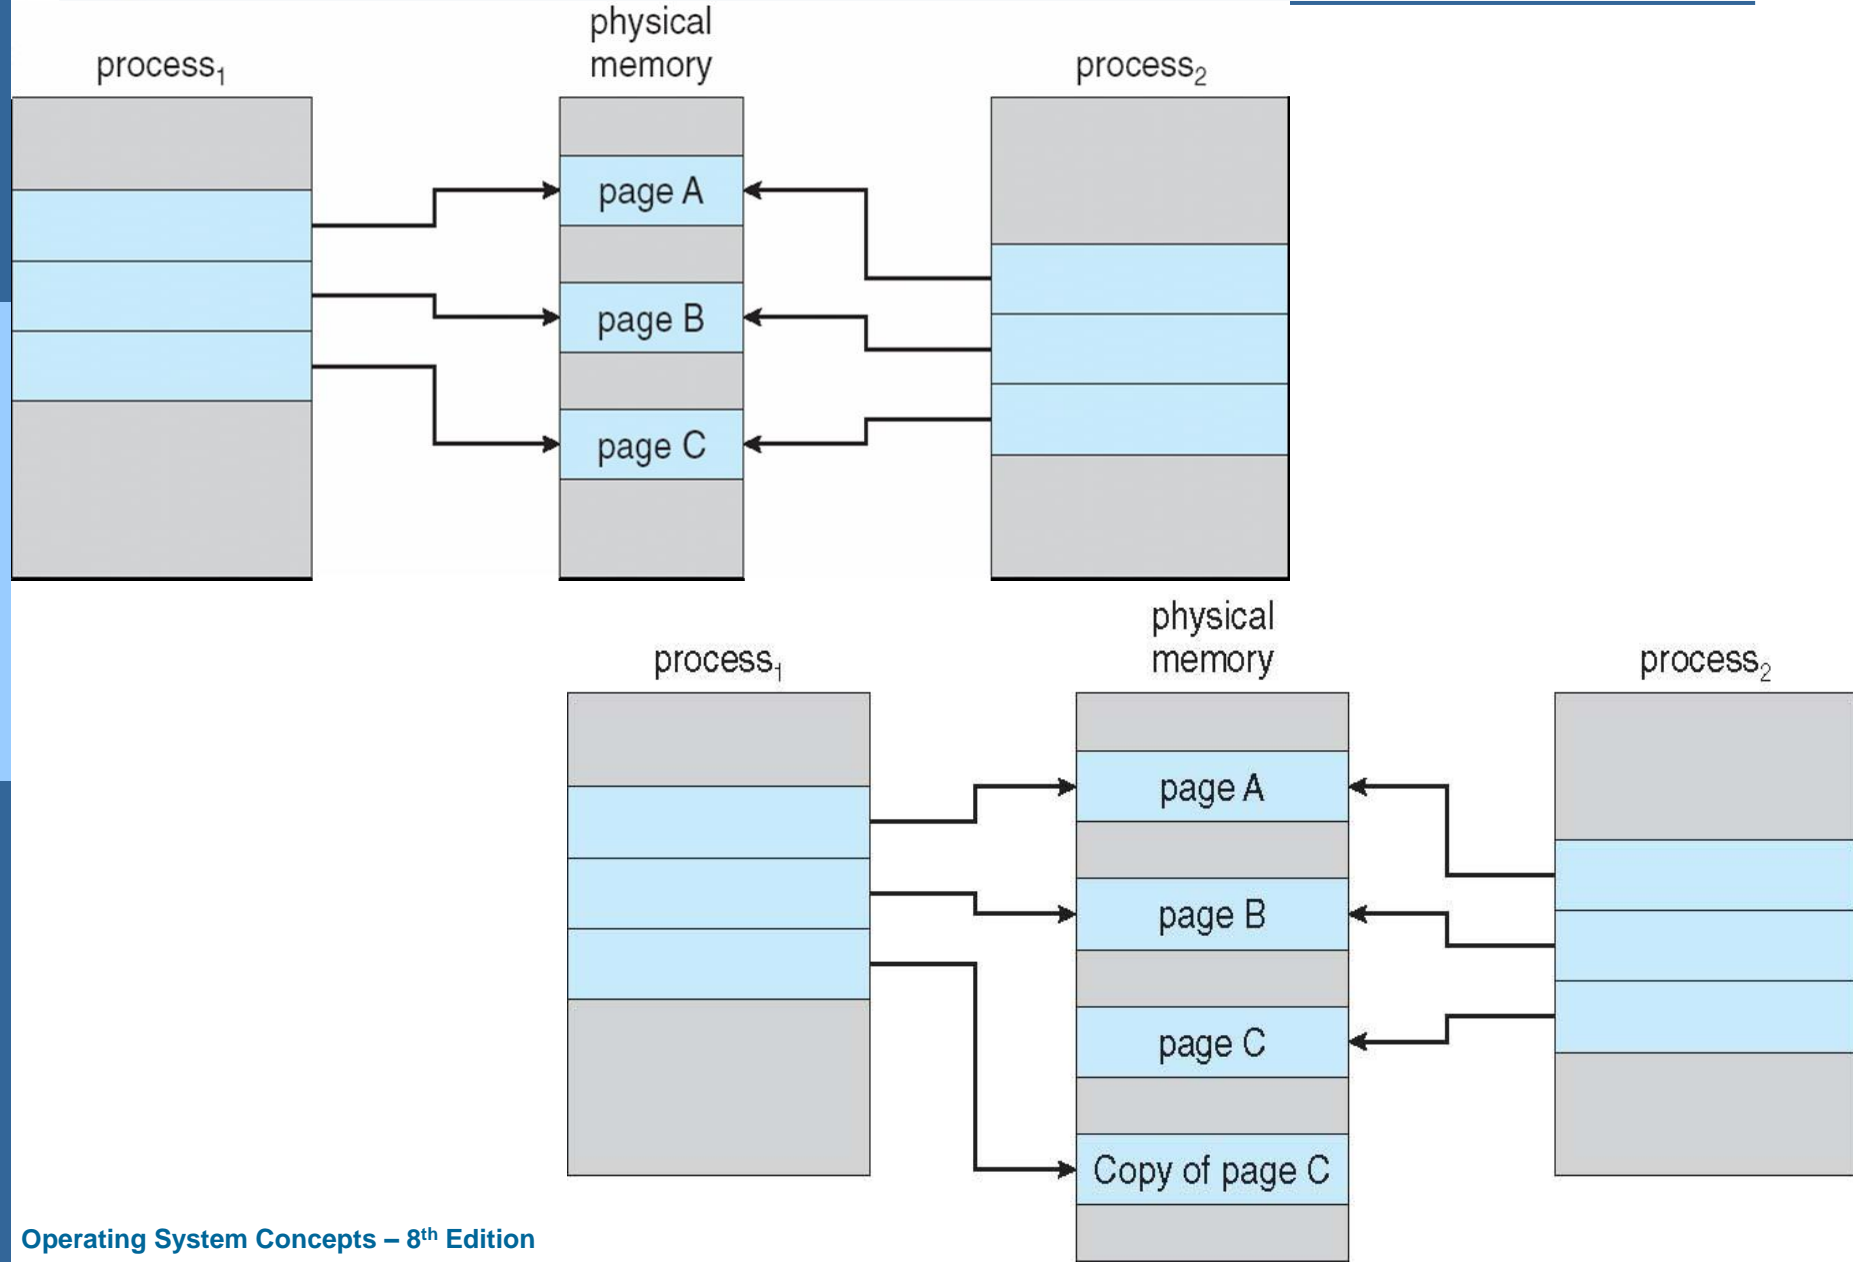 physical
memory
process₁
process₂
page A
page B
page C
physical
memory
process₁
process₂
page A
page B
page C
Copy of page C
Operating System Concepts – 8th Edition